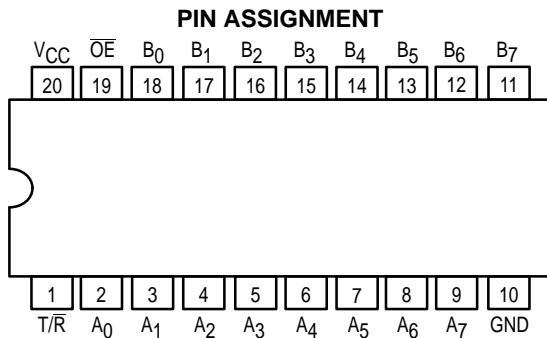 PIN ASSIGNMENT
V_CC O̅E̅ B₀ B₁ B₂ B₃ B₄ B₅ B₆ B₇
20 19 18 17 16 15 14 13 12 11
1 2 3 4 5 6 7 8 9 10
T/R̅ A₀ A₁ A₂ A₃ A₄ A₅ A₆ A₇ GND